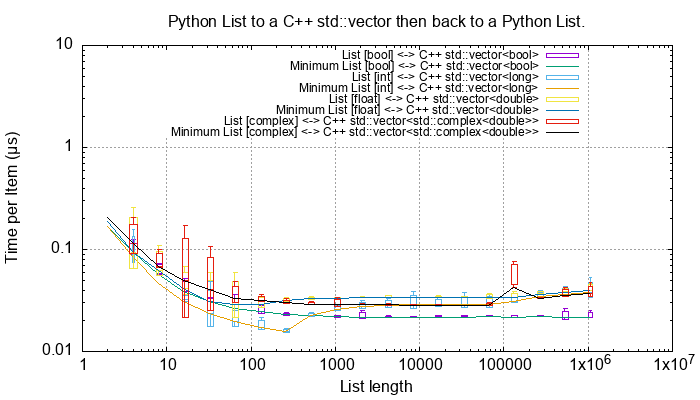 Python List to a C++ std::vector then back to a Python List.
10
List [bool] <-> C++ std::vector<bool>
Minimum List [bool] <-> C++ std::vector<bool>
List [int] <-> C++ std::vector<long>
Minimum List [int] <-> C++ std::vector<long>
List [float] <-> C++ std::vector<double>
Minimum List [float] <-> C++ std::vector<double>
List [complex] <-> C++ std::vector<std::complex<double>>
Minimum List [complex] <-> C++ std::vector<std::complex<double>>
1
Time per Item (µs)
0.1
0.01
1 10 100 1000 10000 100000 1x10^6 1x10^7
List length